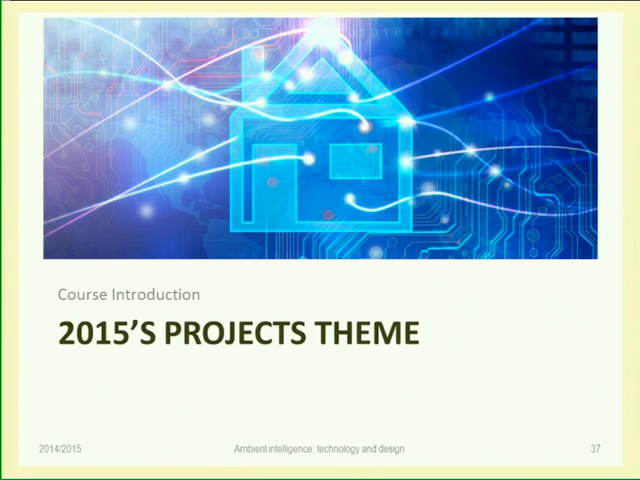 Course Introduction
2015’S PROJECTS THEME
2014/2015
Ambient intelligence: technology and design
37